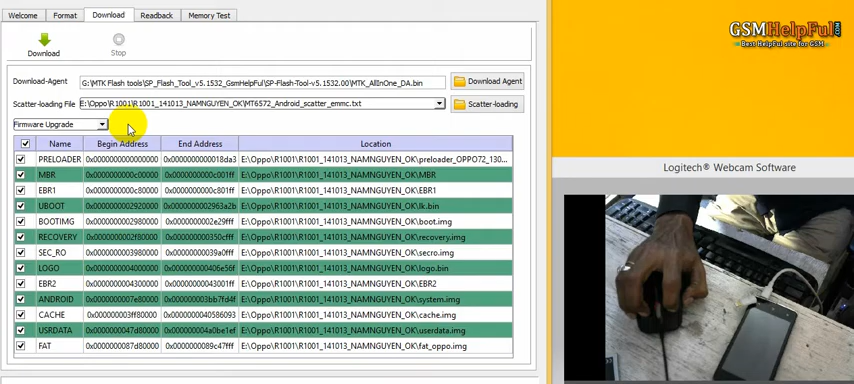 Welcome Format Download Readback Memory Test
GSMHelpFul.COM
Best HelpFul site for GSM
Download Stop
Download-Agent G:\MTK Flash tools\SP_Flash_Tool_v5.1532_GsmHelpFul\SP-Flash-Tool-v5.1532.00\MTK_AllInOne_DA.bin Download Agent
Scatter-loading File E:\Oppo\R1001\R1001_141013_NAMNGUYEN_OK\MT6572_Android_scatter_emmc.txt Scatter-loading
Firmware Upgrade
Name Begin Address End Address Location
PRELOADER 0x0000000000000000 0x0000000000018da3 E:\Oppo\R1001\R1001_141013_NAMNGUYEN_OK\preloader_OPPO72_130...
MBR 0x0000000000c00000 0x0000000000c001ff E:\Oppo\R1001\R1001_141013_NAMNGUYEN_OK\MBR
EBR1 0x0000000000c80000 0x0000000000c801ff E:\Oppo\R1001\R1001_141013_NAMNGUYEN_OK\EBR1
UBOOT 0x0000000002920000 0x0000000002963a2b E:\Oppo\R1001\R1001_141013_NAMNGUYEN_OK\lk.bin
BOOTIMG 0x0000000002980000 0x0000000002e29fff E:\Oppo\R1001\R1001_141013_NAMNGUYEN_OK\boot.img
RECOVERY 0x0000000002f80000 0x000000000350cfff E:\Oppo\R1001\R1001_141013_NAMNGUYEN_OK\recovery.img
SEC_RO 0x0000000003980000 0x00000000039a0fff E:\Oppo\R1001\R1001_141013_NAMNGUYEN_OK\secro.img
LOGO 0x0000000004000000 0x000000000406e56f E:\Oppo\R1001\R1001_141013_NAMNGUYEN_OK\logo.bin
EBR2 0x0000000004300000 0x00000000043001ff E:\Oppo\R1001\R1001_141013_NAMNGUYEN_OK\EBR2
ANDROID 0x0000000007e80000 0x000000003bb7fd4f E:\Oppo\R1001\R1001_141013_NAMNGUYEN_OK\system.img
CACHE 0x000000003ff80000 0x0000000040586093 E:\Oppo\R1001\R1001_141013_NAMNGUYEN_OK\cache.img
USRDATA 0x0000000047d80000 0x000000004a0be1ef E:\Oppo\R1001\R1001_141013_NAMNGUYEN_OK\userdata.img
FAT 0x0000000087d80000 0x0000000089c47fff E:\Oppo\R1001\R1001_141013_NAMNGUYEN_OK\fat_oppo.img
Logitech® Webcam Software